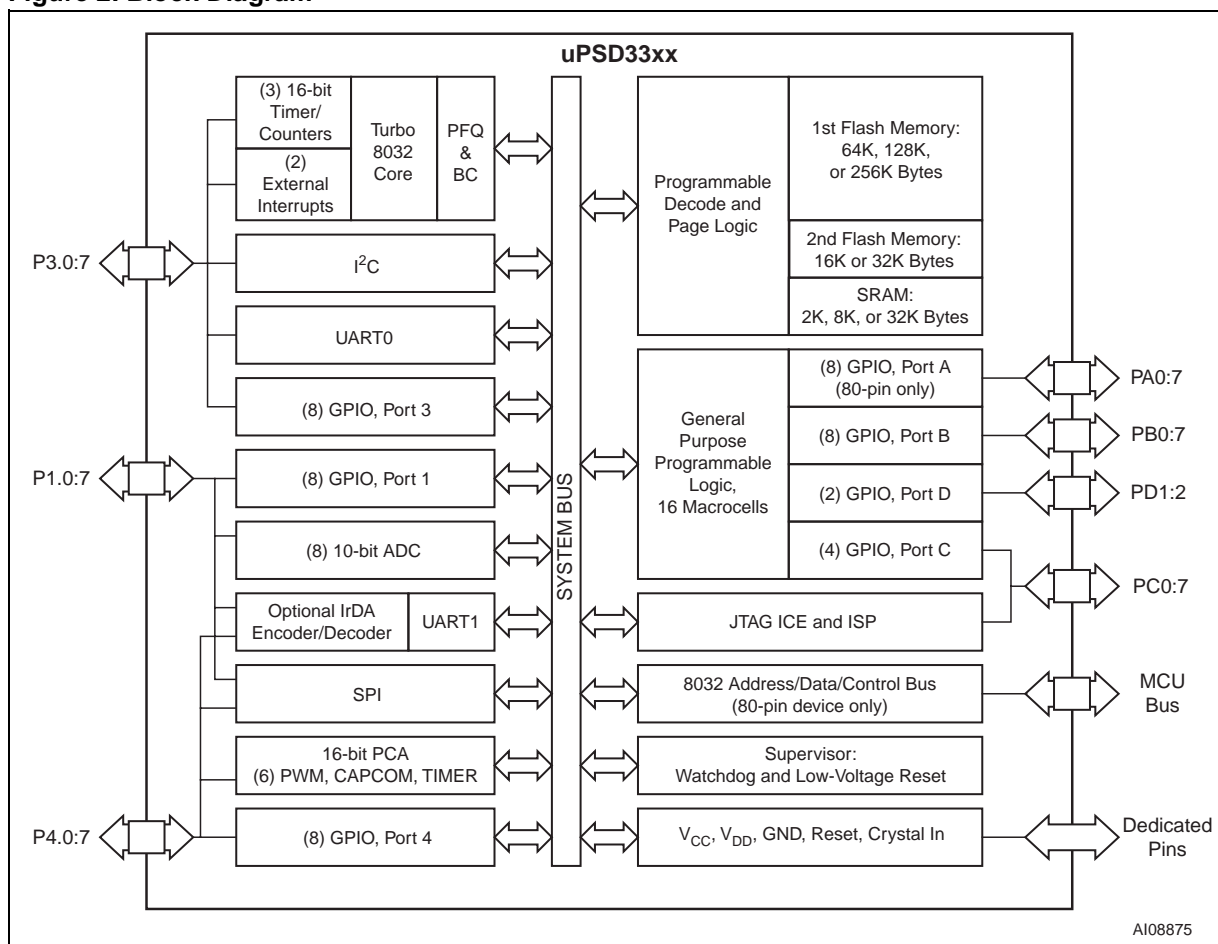 Figure 2. Block Diagram
uPSD33xx
(3) 16-bit
Timer/
Counters
(2)
External
Interrupts
Turbo
8032
Core
PFQ
&
BC
P3.0:7
I²C
UART0
(8) GPIO, Port 3
P1.0:7
(8) GPIO, Port 1
(8) 10-bit ADC
Optional IrDA
Encoder/Decoder
UART1
SPI
16-bit PCA
(6) PWM, CAPCOM, TIMER
P4.0:7
(8) GPIO, Port 4
SYSTEM BUS
Programmable
Decode and
Page Logic
1st Flash Memory:
64K, 128K,
or 256K Bytes
2nd Flash Memory:
16K or 32K Bytes
SRAM:
2K, 8K, or 32K Bytes
General
Purpose
Programmable
Logic,
16 Macrocells
(8) GPIO, Port A
(80-pin only)
PA0:7
(8) GPIO, Port B
PB0:7
(2) GPIO, Port D
PD1:2
(4) GPIO, Port C
PC0:7
JTAG ICE and ISP
8032 Address/Data/Control Bus
(80-pin device only)
MCU
Bus
Supervisor:
Watchdog and Low-Voltage Reset
VCC, VDD, GND, Reset, Crystal In
Dedicated
Pins
AI08875